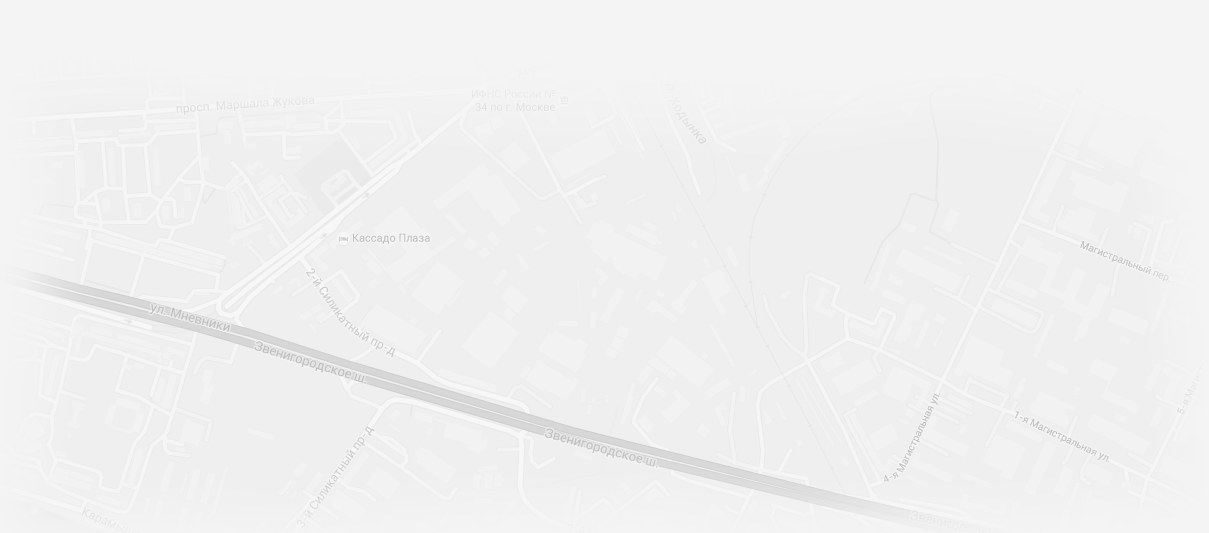 просп. Маршала Жукова
ИФНС России №
34 по г. Москве
Ходынка
Кассадо Плаза
Магистральный пер.
2-й Силикатный пр-д
ул. Мневники
Звенигородское ш.
1-я Магистральная ул.
4-я Магистральная ул.
3-й Силикатный пр-д
Звенигородское ш.